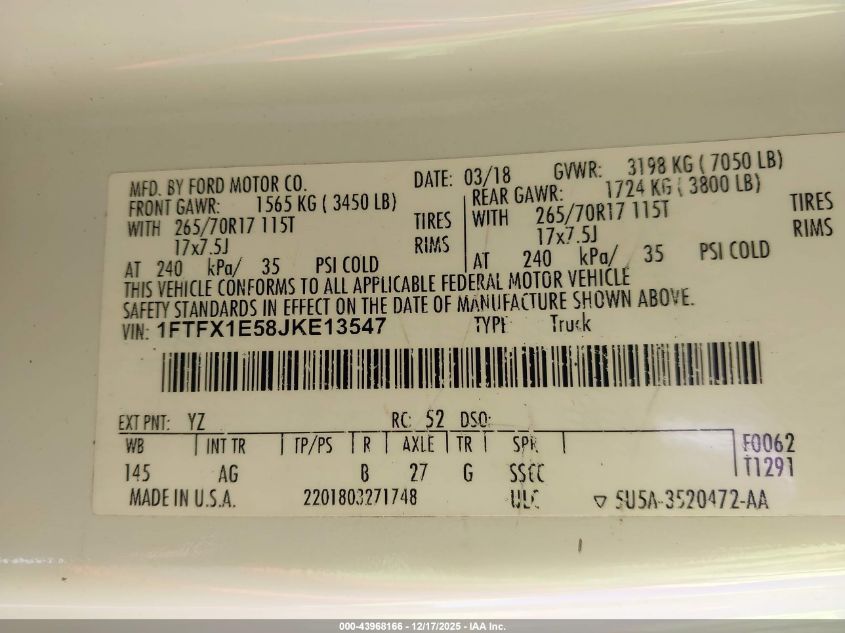 MFD. BY FORD MOTOR CO. DATE: 03/18 GVWR: 3198 KG ( 7050 LB)
FRONT GAWR: 1565 KG ( 3450 LB) REAR GAWR: 1724 KG ( 3800 LB)
WITH 265/70R17 115T TIRES WITH 265/70R17 115T TIRES
17x7.5J RIMS 17x7.5J RIMS
AT 240 kPa/ 35 PSI COLD AT 240 kPa/ 35 PSI COLD
THIS VEHICLE CONFORMS TO ALL APPLICABLE FEDERAL MOTOR VEHICLE
SAFETY STANDARDS IN EFFECT ON THE DATE OF MANUFACTURE SHOWN ABOVE.
VIN: 1FTFX1E58JKE13547 TYPE: Truck
EXT PNT: YZ RC: 52 DSO:
WB INT TR TP/PS R AXLE TR SPR F0062
145 AG B 27 G T1291
MADE IN U.S.A. 2201803271748 5U5A-3520472-AA
000-43968166 - 12/17/2025 - IAA Inc.